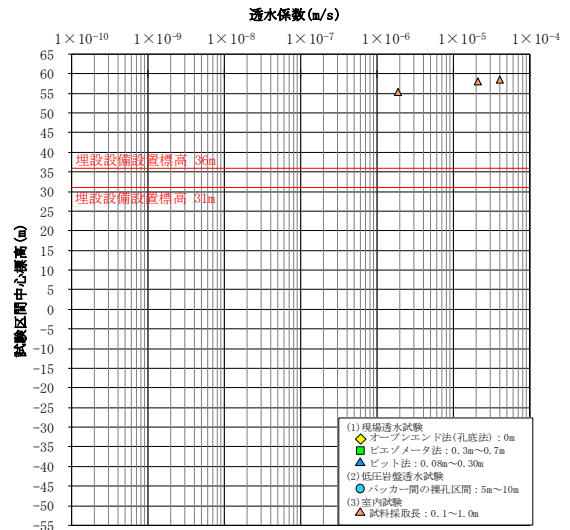 透水係数(m/s)
1×10⁻¹⁰ 1×10⁻⁹ 1×10⁻⁸ 1×10⁻⁷ 1×10⁻⁶ 1×10⁻⁵ 1×10⁻⁴
試験区間中心標高(m)
65
60
55
50
45
40
35
30
25
20
15
10
5
0
-5
-10
-15
-20
-25
-30
-35
-40
-45
-50
-55
埋設設備設置標高 36m
埋設設備設置標高 31m
(1)現場透水試験
オープンエンド法(孔底法):0m
ピエゾメータ法:0.3m~0.7m
ピット法:0.08m~0.30m
(2)低圧岩盤透水試験
パッカー間の裸孔区間:5m~10m
(3)室内試験
試料採取長:0.1~1.0m